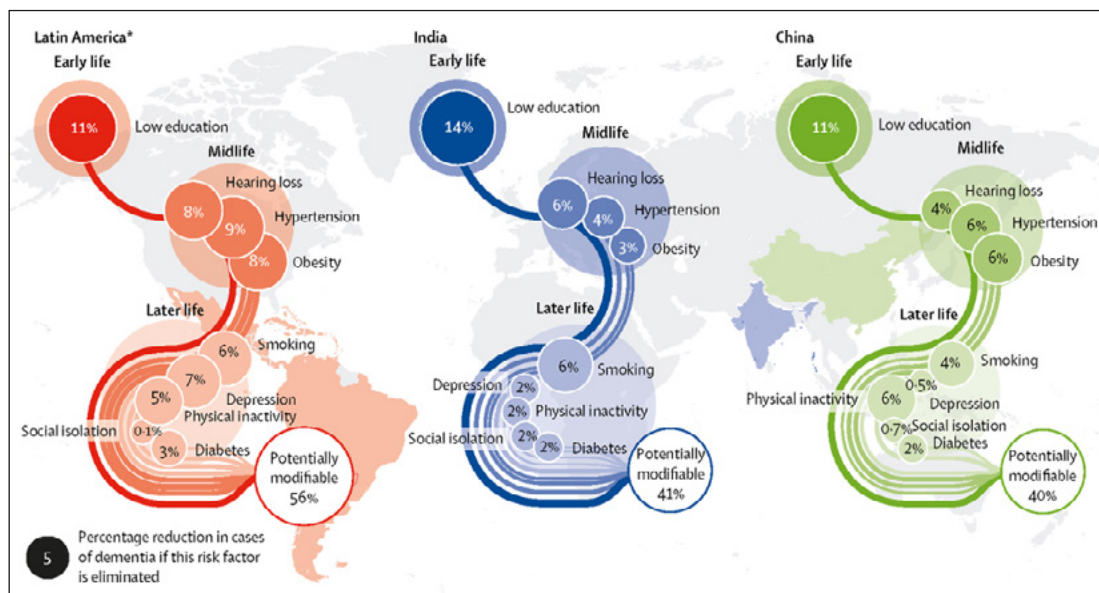 Latin America*
Early life
11%
Low education
Midlife
Hearing loss
8%
Hypertension
9%
8%
Obesity
Later life
6%
Smoking
7%
Depression
5%
Physical inactivity
Social isolation
0·1%
3%
Diabetes
Potentially
modifiable
56%
India
Early life
14%
Low education
Midlife
Hearing loss
6%
4%
Hypertension
3%
Obesity
Later life
6%
Smoking
Depression
2%
2%
Physical inactivity
Social isolation
2%
2%
Diabetes
Potentially
modifiable
41%
China
Early life
11%
Low education
Midlife
Hearing loss
4%
Hypertension
6%
6%
Obesity
Later life
4%
Smoking
0·5%
Physical inactivity
6%
Depression
0·7%
Social isolation
2%
Diabetes
Potentially
modifiable
40%
5
Percentage reduction in cases
of dementia if this risk factor
is eliminated